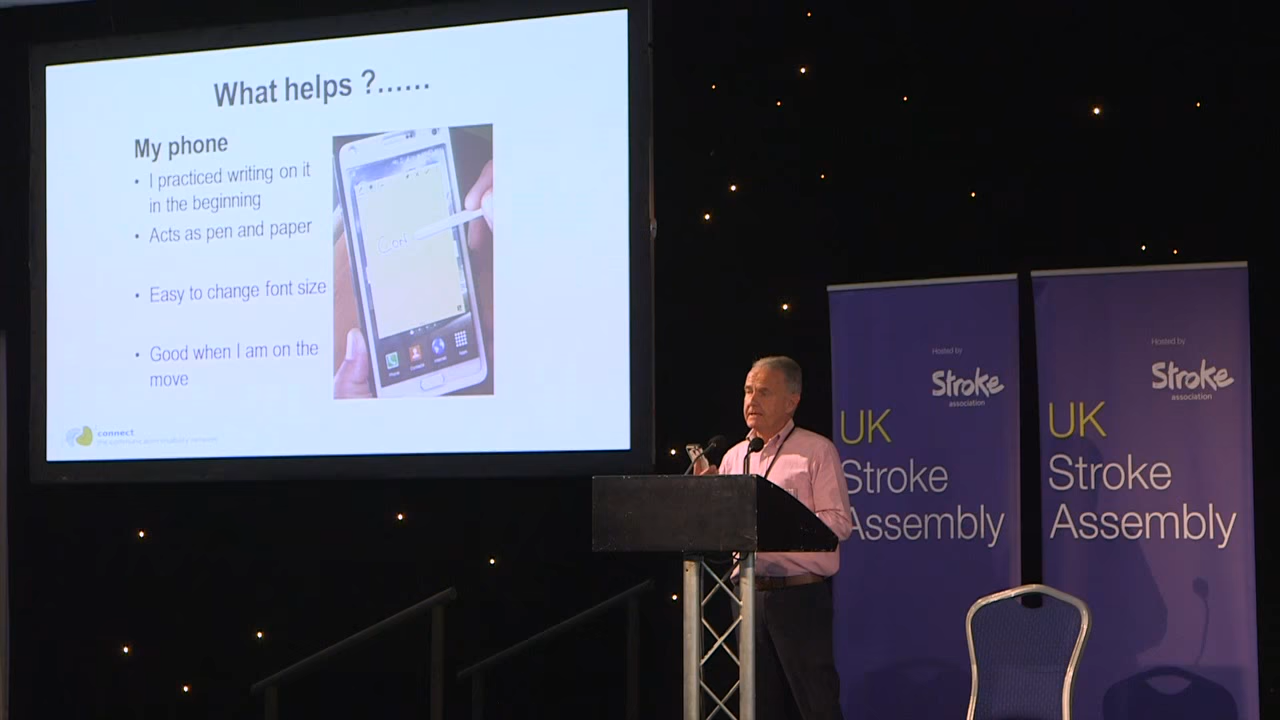 What helps ?......
My phone
• I practiced writing on it
in the beginning
• Acts as pen and paper
• Easy to change font size
• Good when I am on the
move
connect
Hosted by
Stroke
association
UK
Stroke
Assembly
Hosted by
Stroke
association
UK
Stroke
Assembly